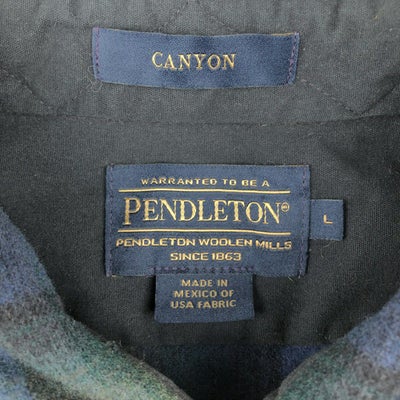 CANYON
WARRANTED TO BE A
PENDLETON®
PENDLETON WOOLEN MILLS
SINCE 1863
L
MADE IN
MEXICO OF
USA FABRIC